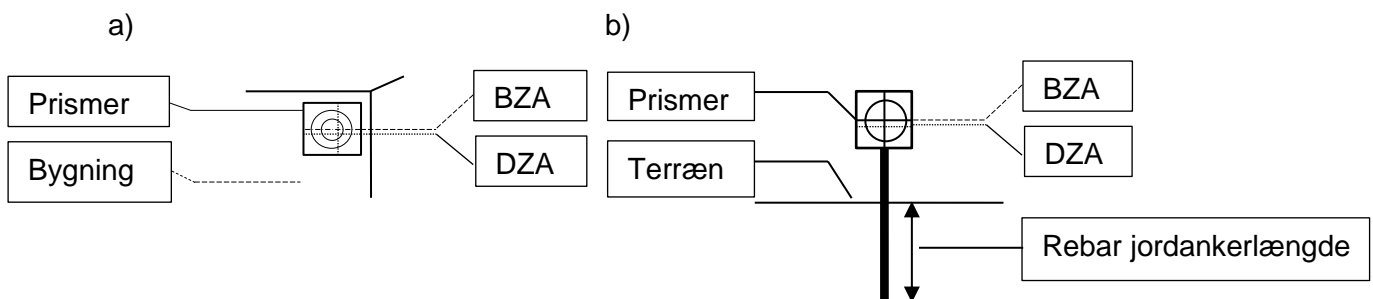 a)
b)
Prismer
BZA
Bygning
DZA
Prismer
BZA
Terræn
DZA
Rebar jordankerlængde